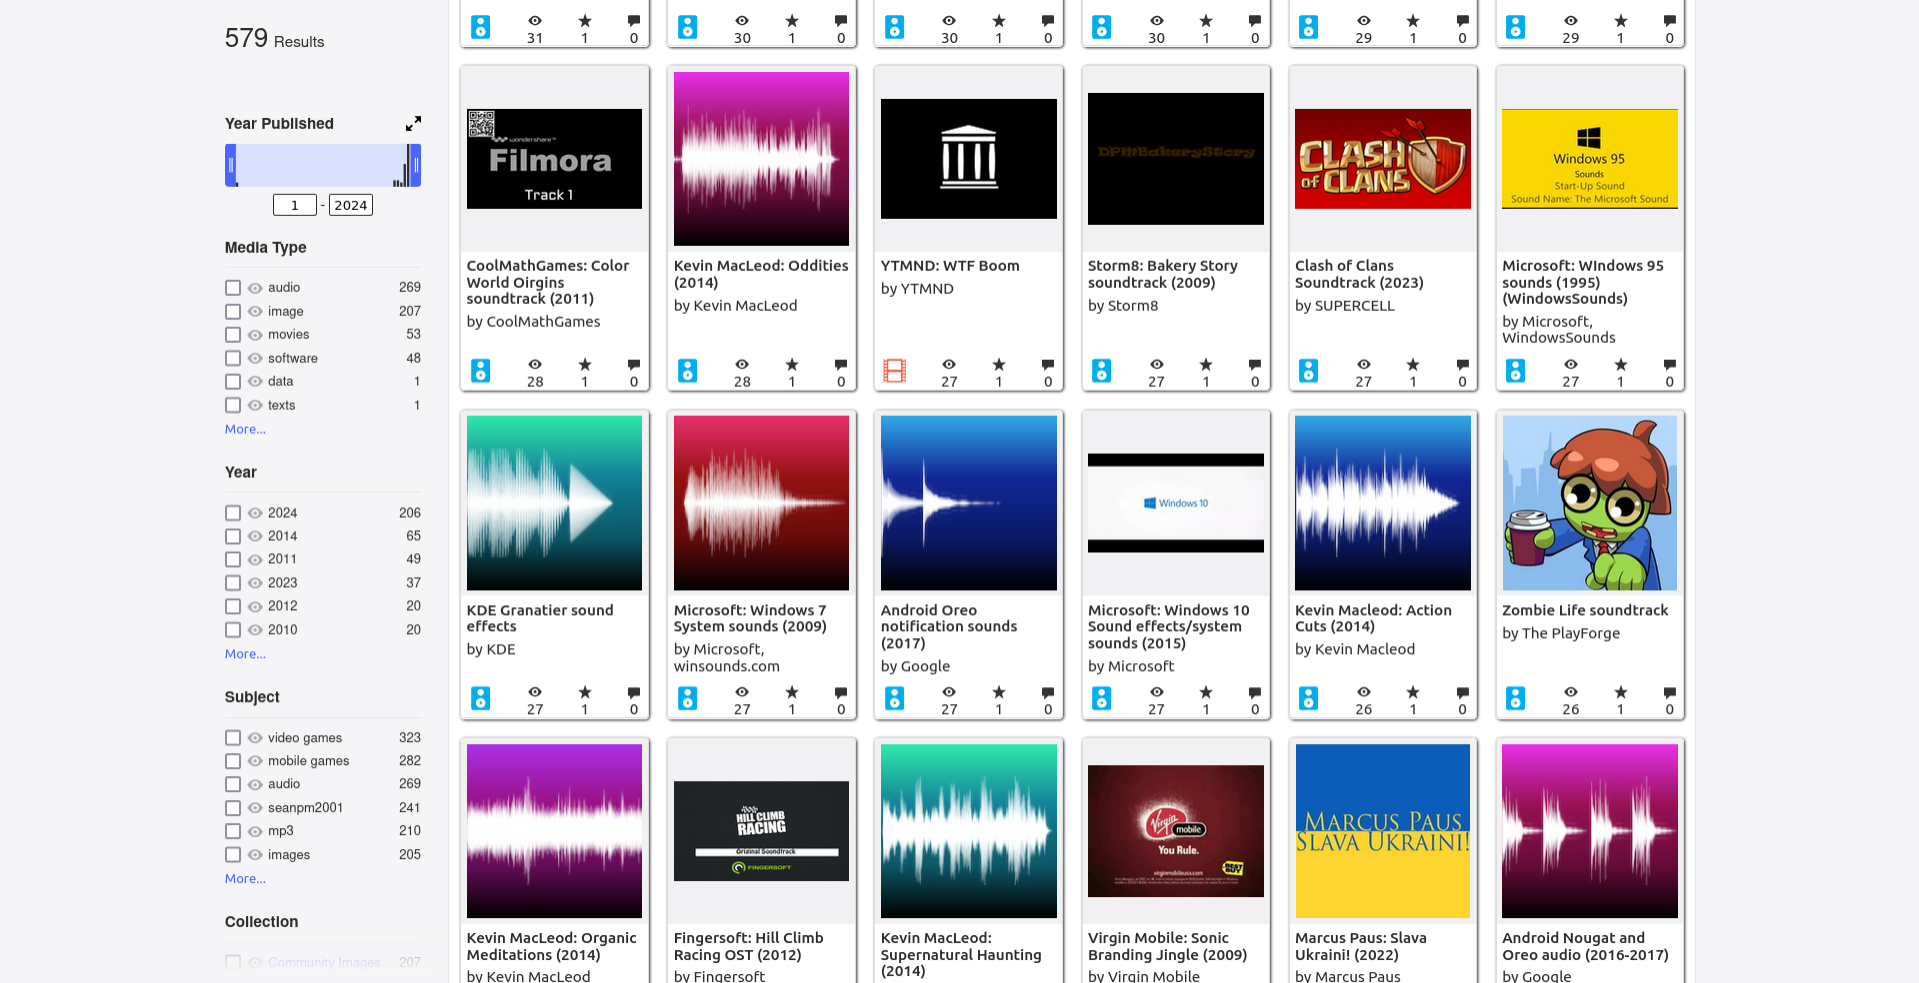 579 Results
Year Published
1 - 2024
Media Type
audio 269
image 207
movies 53
software 48
data 1
texts 1
More...
Year
2024 206
2014 65
2011 49
2023 37
2012 20
2010 20
More...
Subject
video games 323
mobile games 282
audio 269
seanpm2001 241
mp3 210
images 205
More...
Collection
Community Images 207
31 1 0
30 1 0
30 1 0
30 1 0
29 1 0
29 1 0
wondershare™
Filmora
Track 1
CoolMathGames: Color
World Oirgins
soundtrack (2011)
by CoolMathGames
28 1 0
Kevin MacLeod: Oddities
(2014)
by Kevin MacLeod
28 1 0
YTMND: WTF Boom
by YTMND
27 1 0
DPMBakeryStory
Storm8: Bakery Story
soundtrack (2009)
by Storm8
27 1 0
CLASH
OF CLANS
Clash of Clans
Soundtrack (2023)
by SUPERCELL
27 1 0
Windows 95
Sounds
Start-Up Sound
Sound Name: The Microsoft Sound
Microsoft: WIndows 95
sounds (1995)
(WindowsSounds)
by Microsoft,
WindowsSounds
27 1 0
KDE Granatier sound
effects
by KDE
27 1 0
Microsoft: Windows 7
System sounds (2009)
by Microsoft,
winsounds.com
27 1 0
Android Oreo
notification sounds
(2017)
by Google
27 1 0
Windows 10
Microsoft: Windows 10
Sound effects/system
sounds (2015)
by Microsoft
27 1 0
Kevin Macleod: Action
Cuts (2014)
by Kevin Macleod
26 1 0
Zombie Life soundtrack
by The PlayForge
26 1 0
Kevin MacLeod: Organic
Meditations (2014)
by Kevin MacLeod
HILL CLIMB
RACING
Original Soundtrack
FINGERSOFT
Fingersoft: Hill Climb
Racing OST (2012)
by Fingersoft
Kevin MacLeod:
Supernatural Haunting
(2014)
Virgin mobile
You Rule.
virginmobileusa.com
BEST BUY
Virgin Mobile: Sonic
Branding Jingle (2009)
by Virgin Mobile
MARCUS PAUS
SLAVA UKRAINI!
Marcus Paus: Slava
Ukraini! (2022)
by Marcus Paus
Android Nougat and
Oreo audio (2016-2017)
by Google